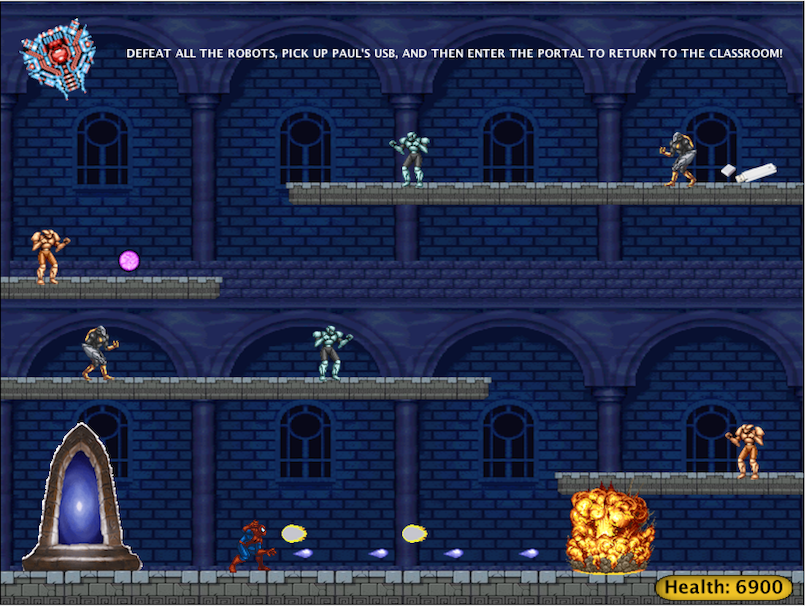 DEFEAT ALL THE ROBOTS, PICK UP PAUL'S USB, AND THEN ENTER THE PORTAL TO RETURN TO THE CLASSROOM!
Health: 6900